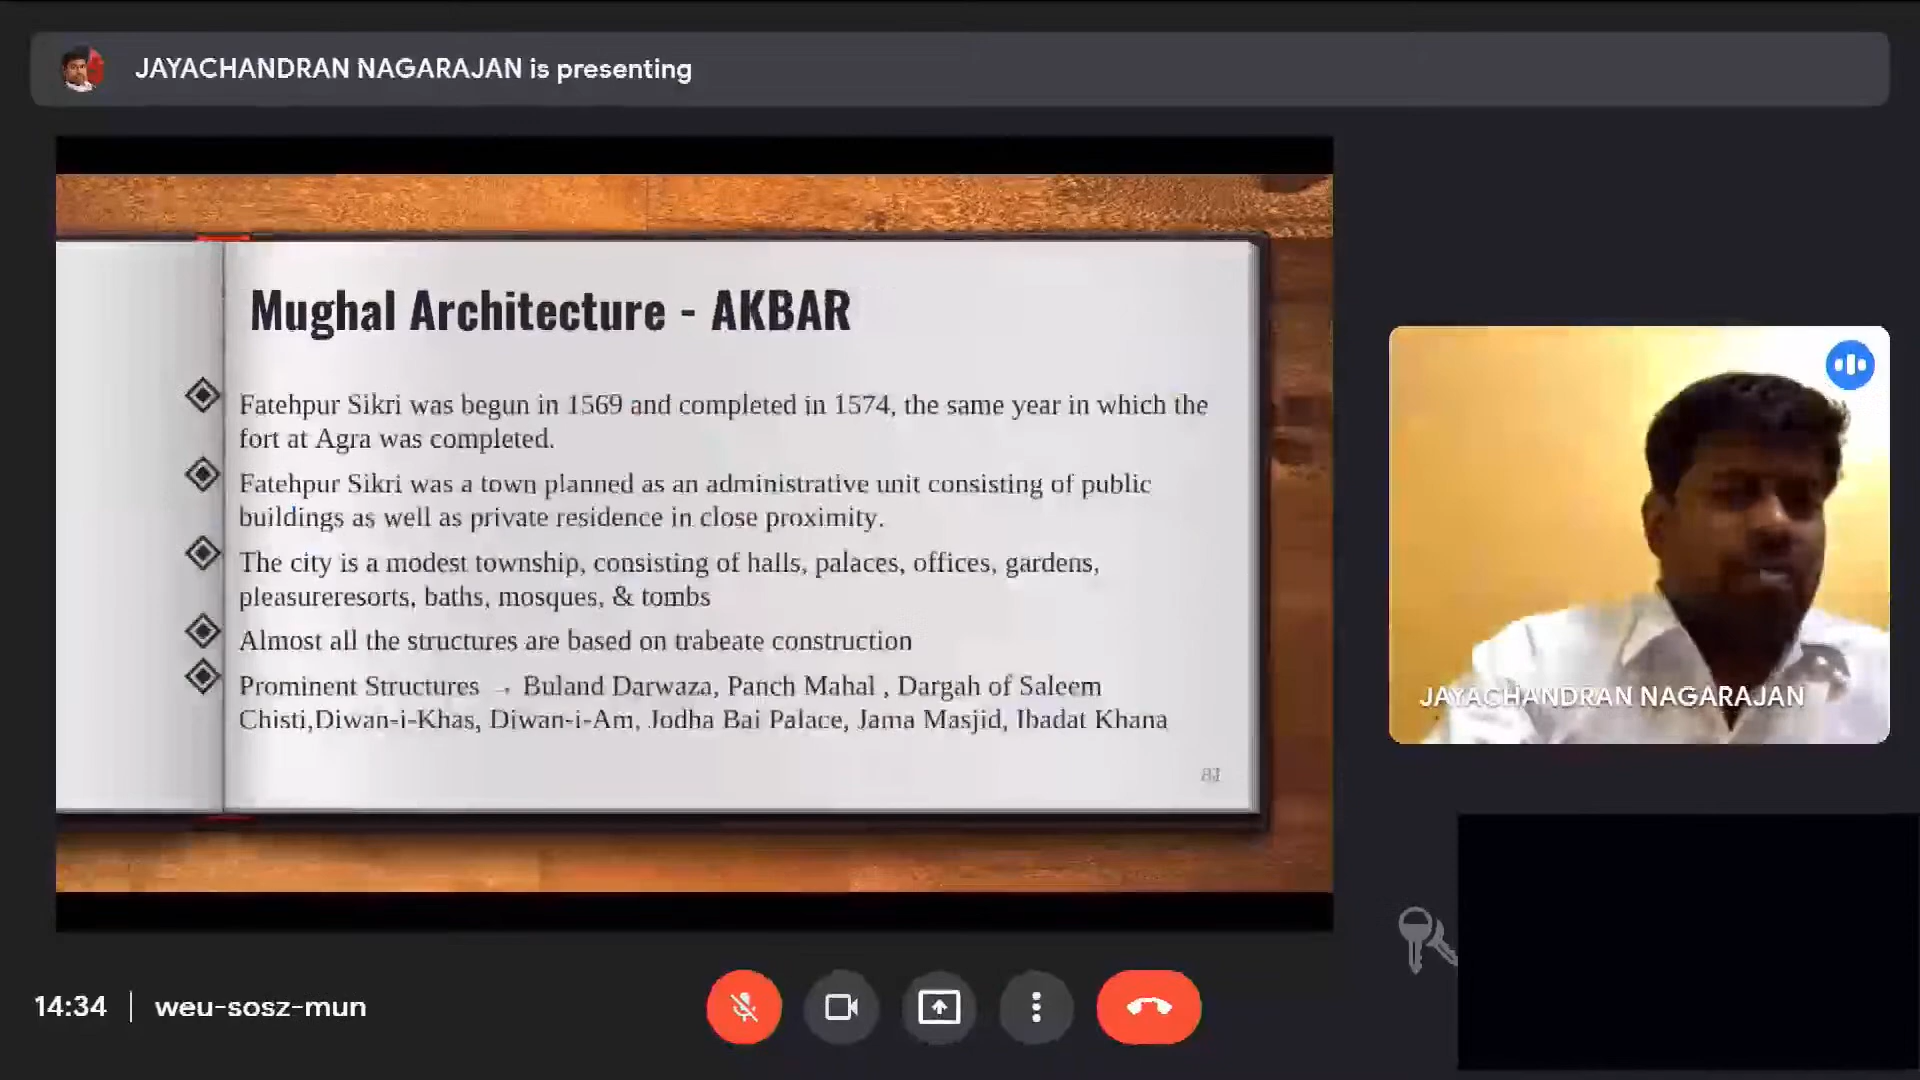 JAYACHANDRAN NAGARAJAN is presenting
Mughal Architecture - AKBAR
Fatehpur Sikri was begun in 1569 and completed in 1574, the same year in which the
fort at Agra was completed.
Fatehpur Sikri was a town planned as an administrative unit consisting of public
buildings as well as private residence in close proximity.
The city is a modest township, consisting of halls, palaces, offices, gardens,
pleasureresorts, baths, mosques, & tombs
Almost all the structures are based on trabeate construction
Prominent Structures → Buland Darwaza, Panch Mahal , Dargah of Saleem
Chisti,Diwan-i-Khas, Diwan-i-Am, Jodha Bai Palace, Jama Masjid, Ibadat Khana
JAYACHANDRAN NAGARAJAN
14:34 | weu-sosz-mun